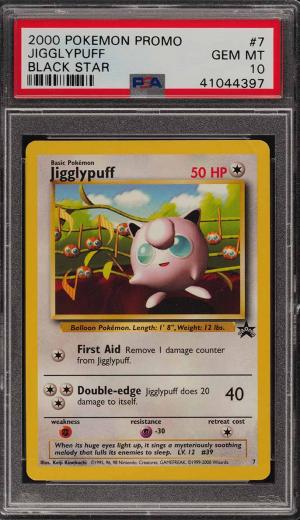 2000 POKEMON PROMO #7
JIGGLYPUFF GEM MT
BLACK STAR 10
PSA 41044397
Basic Pokémon
Jigglypuff 50 HP
Balloon Pokémon. Length: 1' 8", Weight: 12 lbs.
PROMO
First Aid Remove 1 damage counter
from Jigglypuff.
Double-edge Jigglypuff does 20
damage to itself. 40
weakness resistance retreat cost
-30
When its huge eyes light up, it sings a mysteriously soothing
melody that lulls its enemies to sleep. LV. 12 #39
Illus. Keiji Kinebuchi ©1995, 96, 98 Nintendo, Creatures, GAMEFREAK. ©1999-2000 Wizards. 7